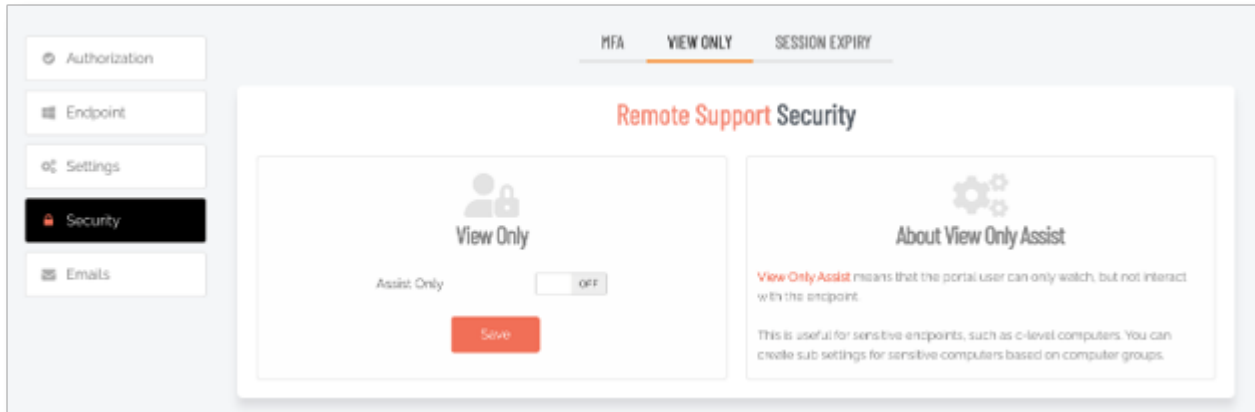 MFA VIEW ONLY SESSION EXPIRY
Authorization
Endpoint
Settings
Security
Emails
Remote Support Security
View Only
Assist Only OFF
Save
About View Only Assist
View Only Assist means that the portal user can only watch, but not interact
with the endpoint.
This is useful for sensitive endpoints, such as c-level computers. You can
create sub settings for sensitive computers based on computer groups.